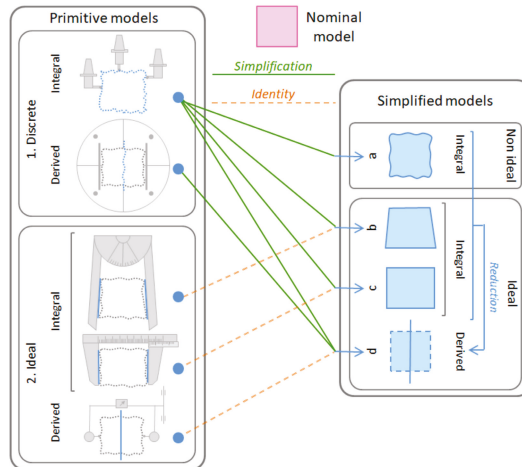 Primitive models
Nominal
model
1. Discrete
Integral
Derived
2. Ideal
Integral
Derived
Simplification
Identity
Simplified models
a
Integral
Non ideal
b
Integral
c
Ideal
Reduction
d
Derived